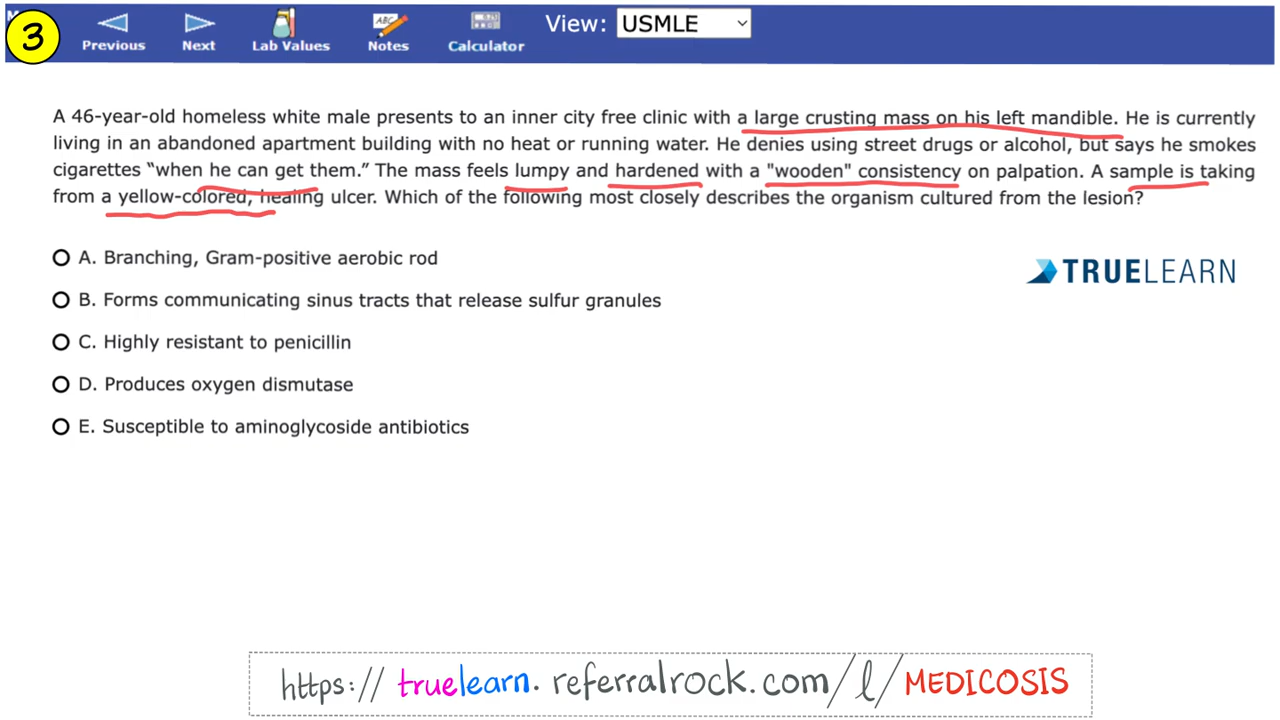 3
Previous
Next
Lab Values
ABC
Notes
Calculator
View:
USMLE
A 46-year-old homeless white male presents to an inner city free clinic with a large crusting mass on his left mandible. He is currently
living in an abandoned apartment building with no heat or running water. He denies using street drugs or alcohol, but says he smokes
cigarettes “when he can get them.” The mass feels lumpy and hardened with a "wooden" consistency on palpation. A sample is taking
from a yellow-colored, healing ulcer. Which of the following most closely describes the organism cultured from the lesion?
A. Branching, Gram-positive aerobic rod
B. Forms communicating sinus tracts that release sulfur granules
C. Highly resistant to penicillin
D. Produces oxygen dismutase
E. Susceptible to aminoglycoside antibiotics
TRUELEARN
https://truelearn.referralrock.com/l/MEDICOSIS